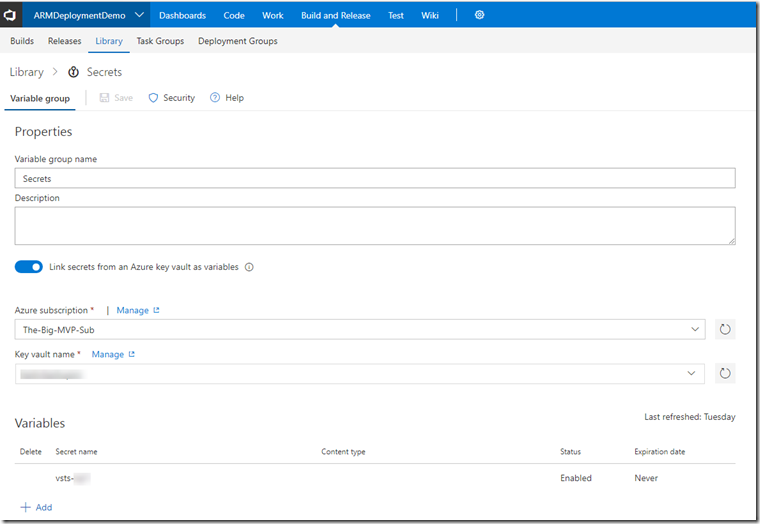 ARMDeploymentDemo Dashboards Code Work Build and Release Test Wiki
Builds Releases Library Task Groups Deployment Groups
Library > Secrets
Variable group Save Security Help
Properties
Variable group name
Secrets
Description
Link secrets from an Azure key vault as variables
Azure subscription * | Manage
The-Big-MVP-Sub
Key vault name * Manage
Variables
Last refreshed: Tuesday
Delete Secret name Content type Status Expiration date
vsts- Enabled Never
+ Add